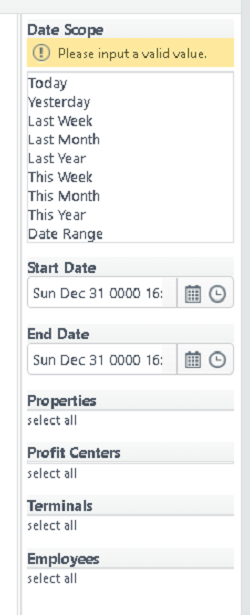 Date Scope
Please input a valid value.
Today
Yesterday
Last Week
Last Month
Last Year
This Week
This Month
This Year
Date Range
Start Date
Sun Dec 31 0000 16:
End Date
Sun Dec 31 0000 16:
Properties
select all
Profit Centers
select all
Terminals
select all
Employees
select all